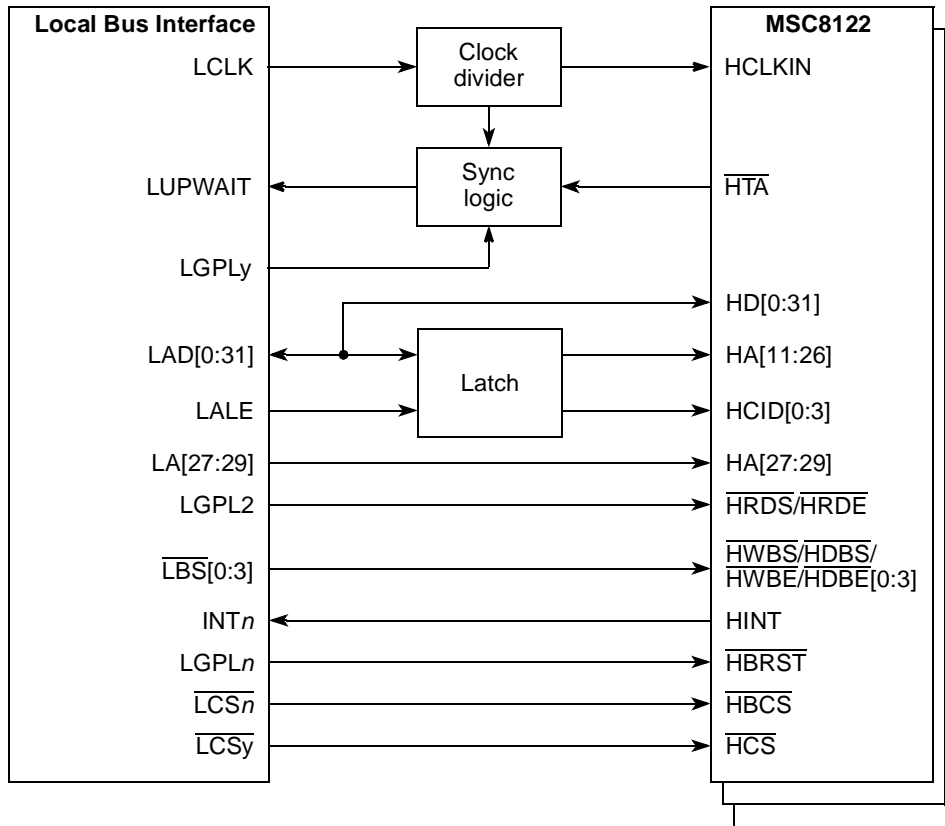 Local Bus Interface
MSC8122
LCLK
Clock
divider
HCLKIN
LUPWAIT
Sync
logic
HTA
LGPLy
HD[0:31]
LAD[0:31]
HA[11:26]
Latch
LALE
HCID[0:3]
LA[27:29]
HA[27:29]
LGPL2
HRDS/HRDE
LBS[0:3]
HWBS/HDBS/
HWBE/HDBE[0:3]
INTn
HINT
LGPLn
HBRST
LCSn
HBCS
LCSy
HCS